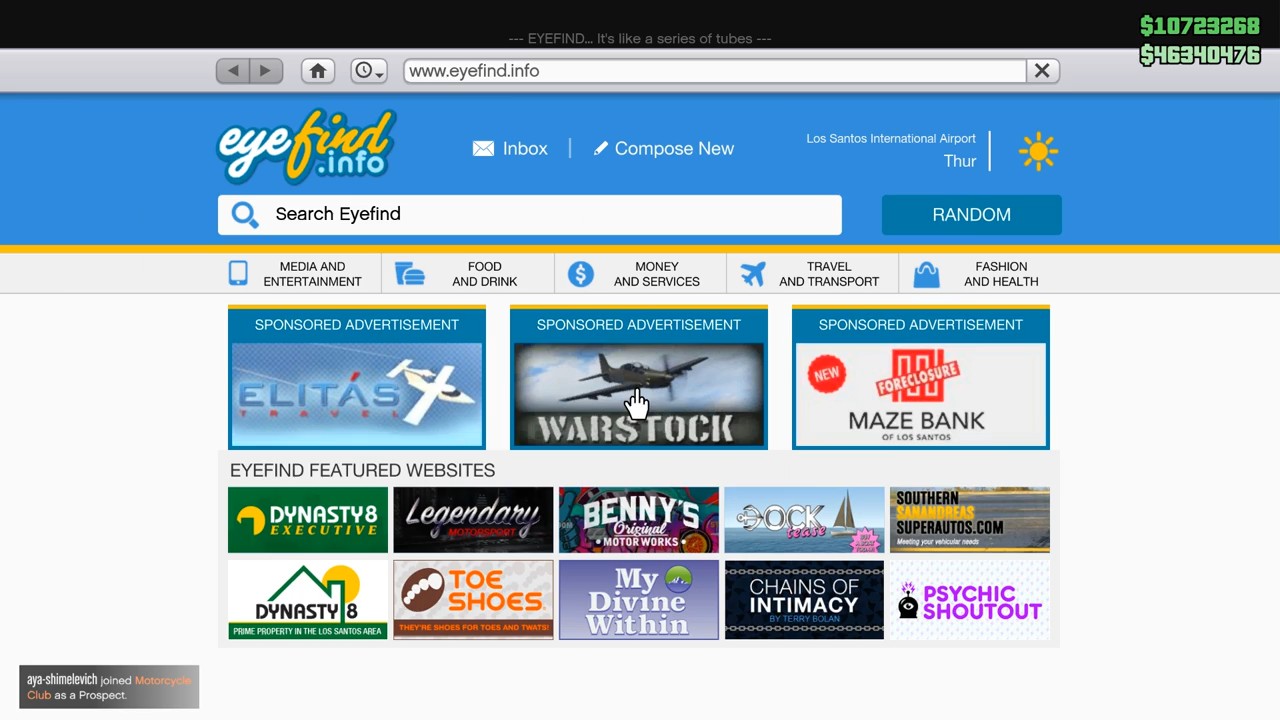 --- EYEFIND... It's like a series of tubes ---
$10723268
$46340476
www.eyefind.info
eyefind
.info
Inbox
Compose New
Los Santos International Airport
Thur
Search Eyefind
RANDOM
MEDIA AND
ENTERTAINMENT
FOOD
AND DRINK
MONEY
AND SERVICES
TRAVEL
AND TRANSPORT
FASHION
AND HEALTH
SPONSORED ADVERTISEMENT
ELITÁS
TRAVEL
SPONSORED ADVERTISEMENT
WARSTOCK
SPONSORED ADVERTISEMENT
NEW
FORECLOSURE
MAZE BANK
OF LOS SANTOS
EYEFIND FEATURED WEBSITES
DYNASTY8
EXECUTIVE
Legendary
MOTORSPORT
BENNY'S
Original
MOTOR WORKS
DOCK
tease
SOUTHERN
SANANDREAS
SUPERAUTOS.COM
Meeting your vehicular needs
DYNASTY 8
PRIME PROPERTY IN THE LOS SANTOS AREA
TOE
SHOES
THEY'RE SHOES FOR TOES AND TWATS!
My
Divine
Within
CHAINS OF
INTIMACY
BY TERRY BOLAN
PSYCHIC
SHOUTOUT
aya-shimelevich joined Motorcycle
Club as a Prospect.